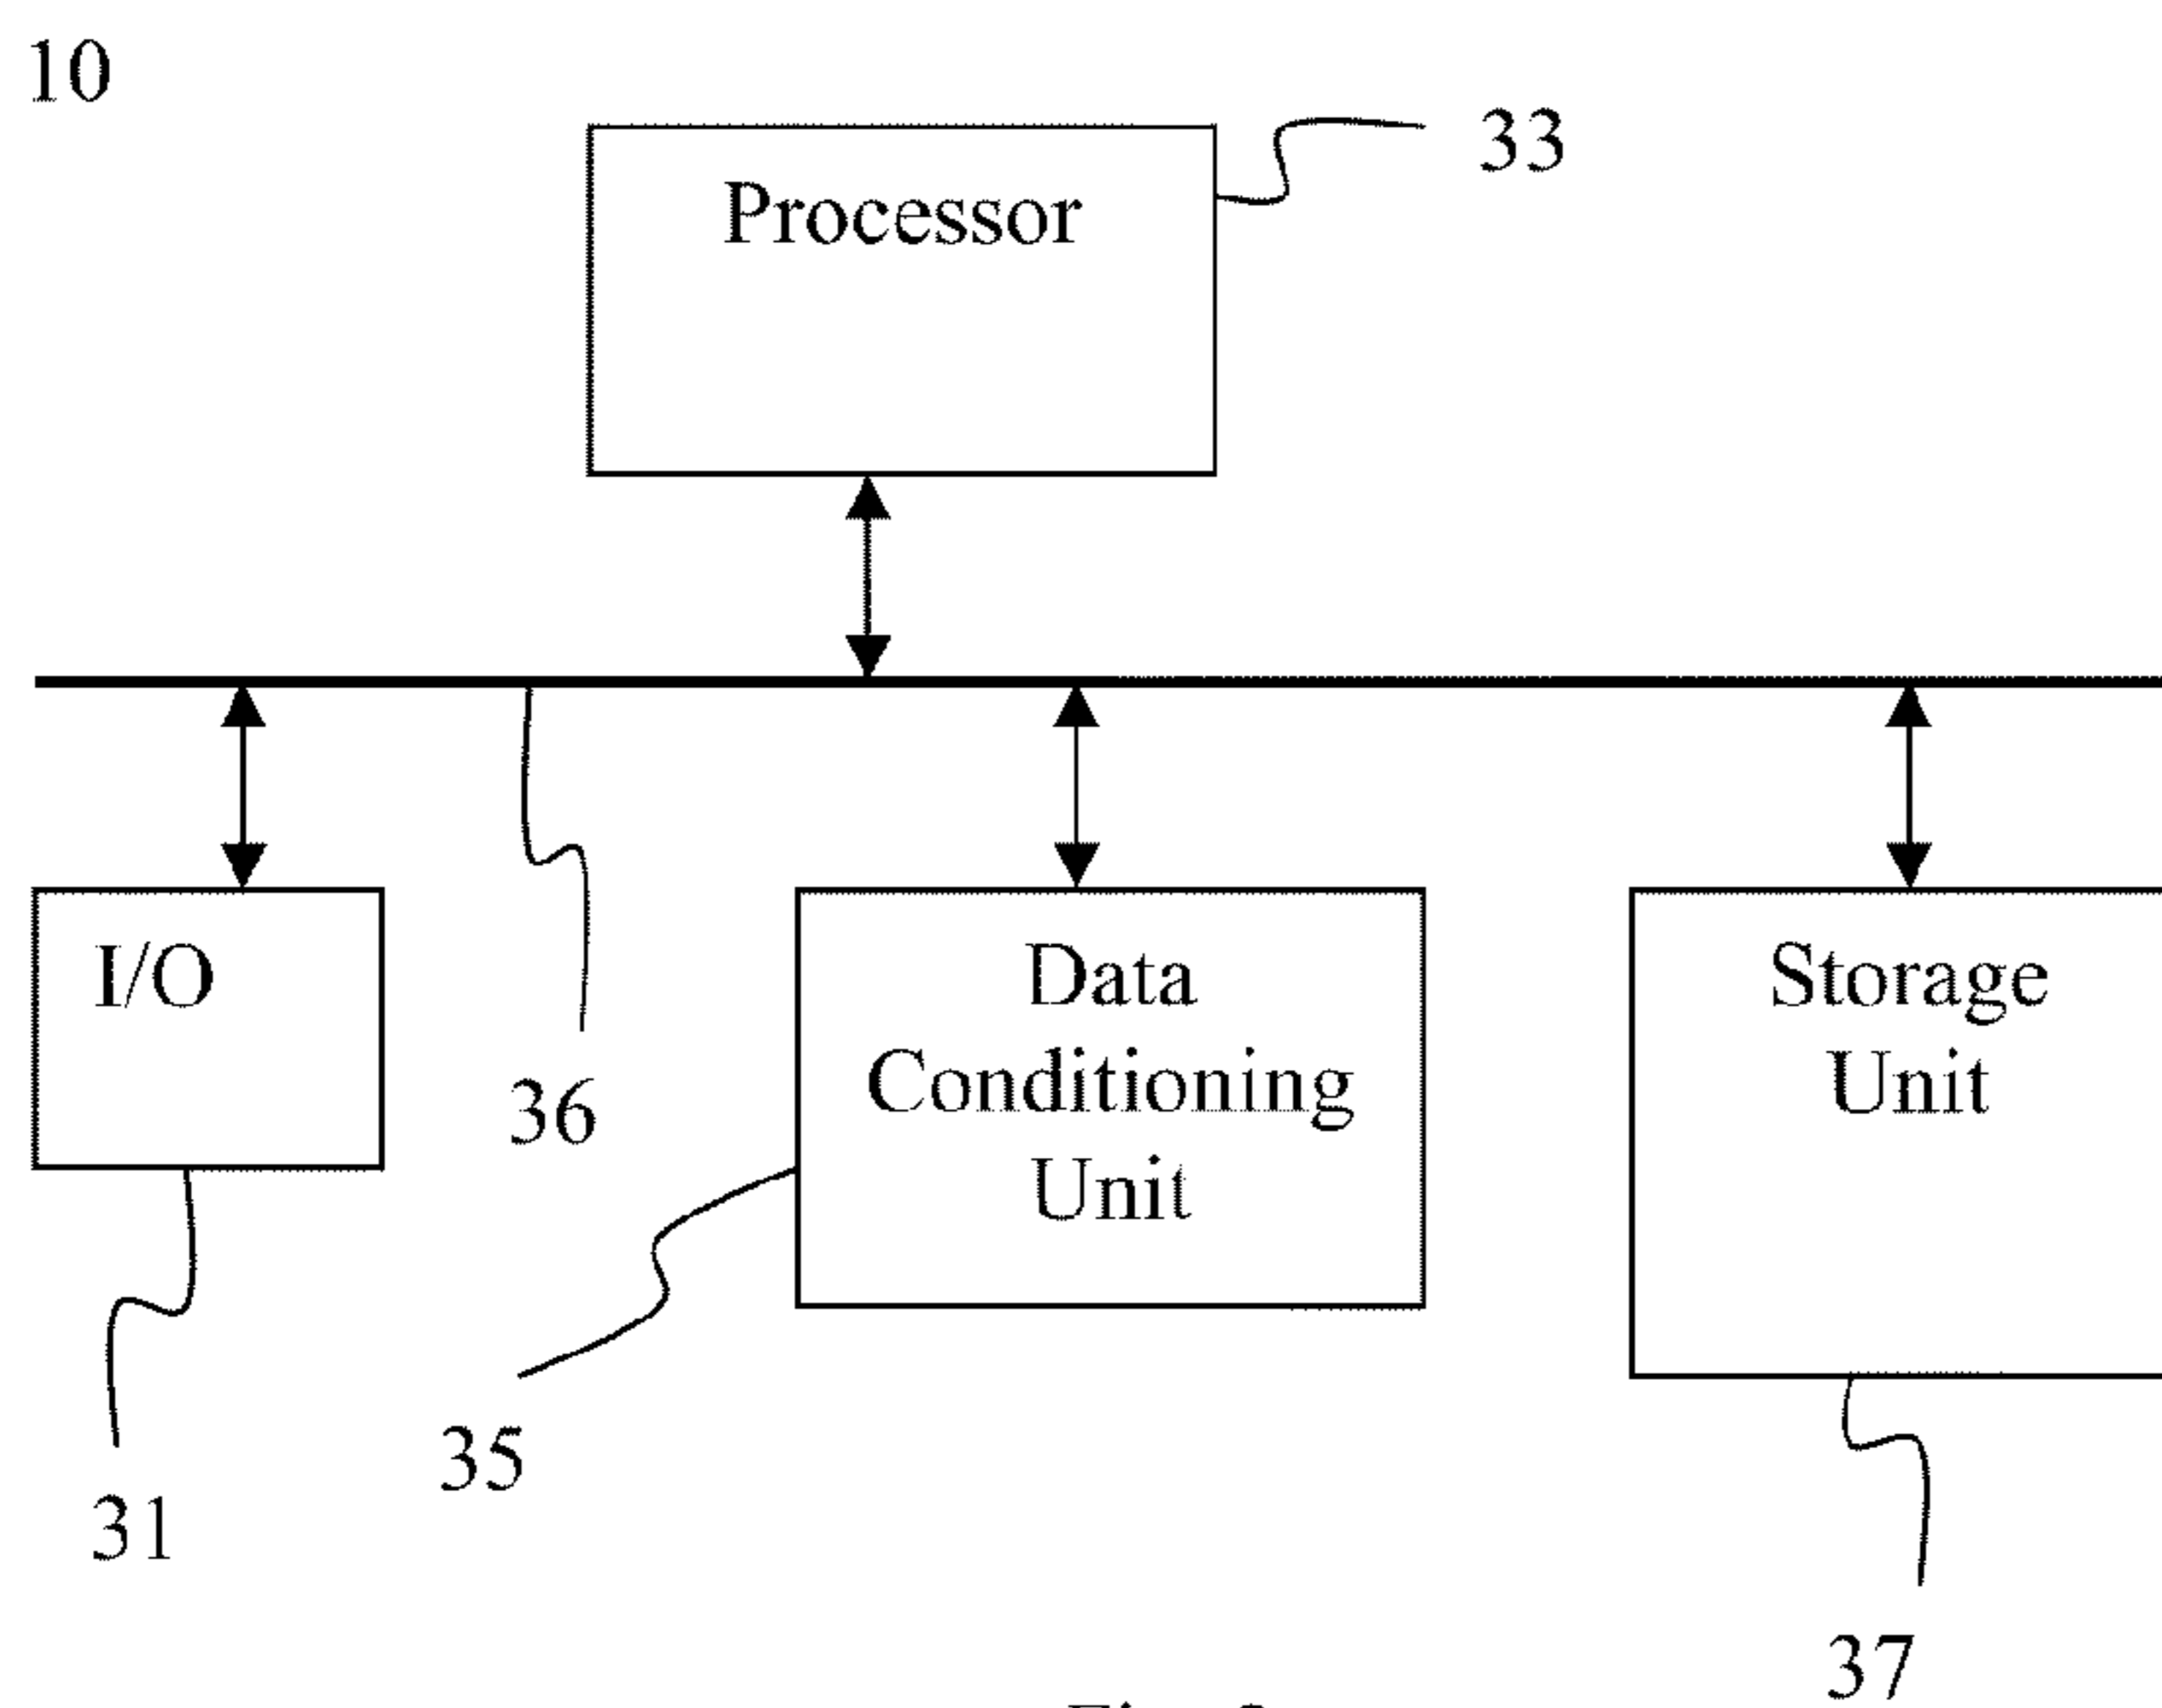 10
33
Processor
I/O
Data
Conditioning
Unit
Storage
Unit
36
35
31
37